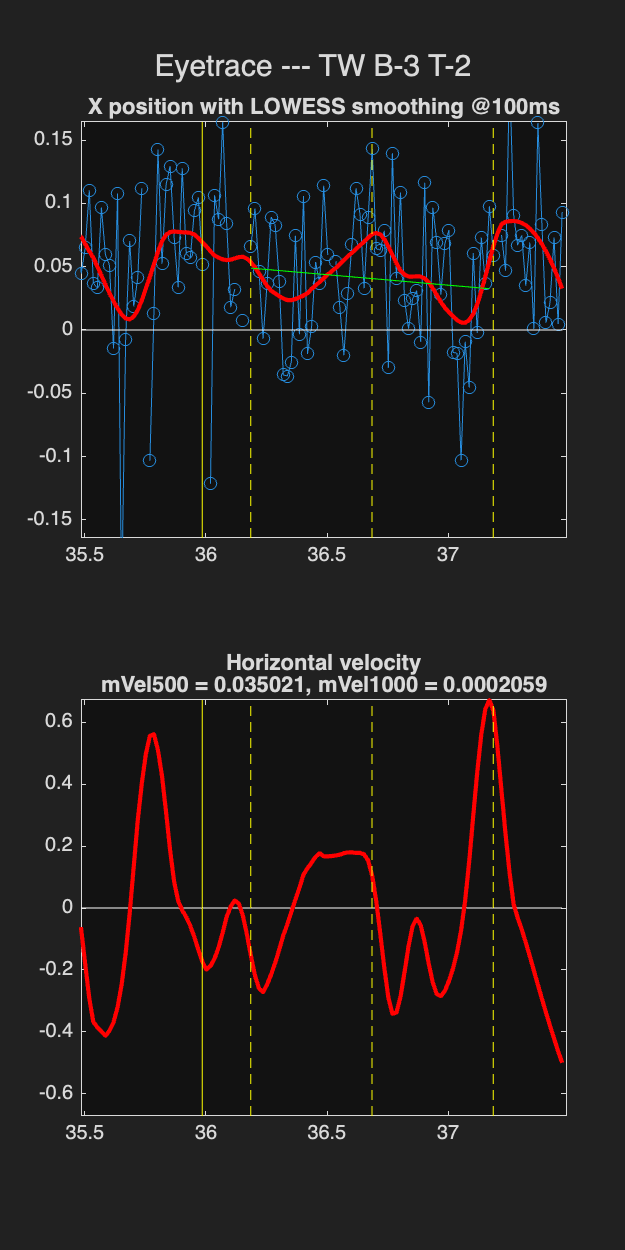 Eyetrace --- TW B-3 T-2
X position with LOWESS smoothing @100ms
0.15
0.1
0.05
0
-0.05
-0.1
-0.15
35.5 36 36.5 37
Horizontal velocity
mVel500 = 0.035021, mVel1000 = 0.0002059
0.6
0.4
0.2
0
-0.2
-0.4
-0.6
35.5 36 36.5 37